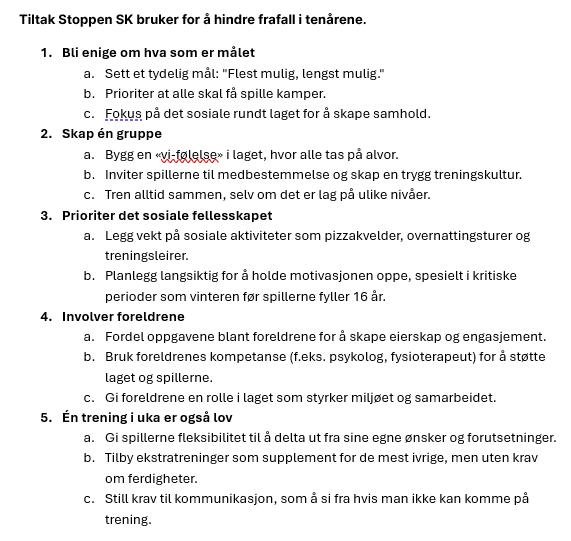 Tiltak Stoppen SK bruker for å hindre frafall i tenårene.
1. Bli enige om hva som er målet
a. Sett et tydelig mål: "Flest mulig, lengst mulig."
b. Prioriter at alle skal få spille kamper.
c. Fokus på det sosiale rundt laget for å skape samhold.
2. Skap én gruppe
a. Bygg en «vi-følelse» i laget, hvor alle tas på alvor.
b. Inviter spillerne til medbestemmelse og skap en trygg treningskultur.
c. Tren alltid sammen, selv om det er lag på ulike nivåer.
3. Prioriter det sosiale fellesskapet
a. Legg vekt på sosiale aktiviteter som pizzakvelder, overnattingsturer og
treningsleirer.
b. Planlegg langsiktig for å holde motivasjonen oppe, spesielt i kritiske
perioder som vinteren før spillerne fyller 16 år.
4. Involver foreldrene
a. Fordel oppgavene blant foreldrene for å skape eierskap og engasjement.
b. Bruk foreldrenes kompetanse (f.eks. psykolog, fysioterapeut) for å støtte
laget og spillerne.
c. Gi foreldrene en rolle i laget som styrker miljøet og samarbeidet.
5. Én trening i uka er også lov
a. Gi spillerne fleksibilitet til å delta ut fra sine egne ønsker og forutsetninger.
b. Tilby ekstratreninger som supplement for de mest ivrige, men uten krav
om ferdigheter.
c. Still krav til kommunikasjon, som å si fra hvis man ikke kan komme på
trening.